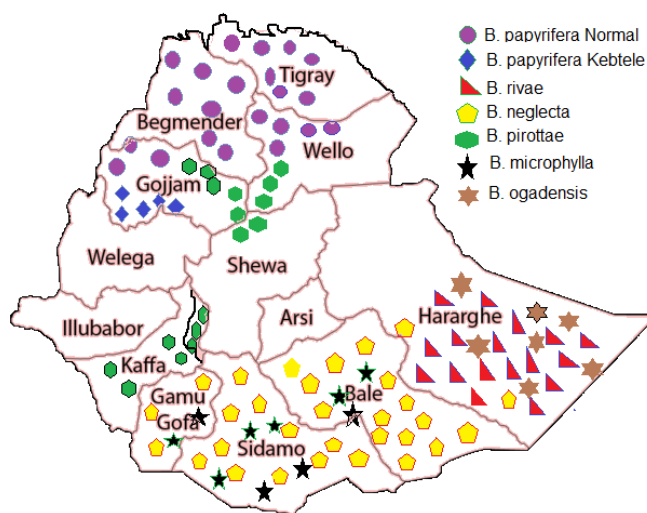 B. papyrifera Normal
B. papyrifera Kebtele
B. rivae
B. neglecta
B. pirottae
B. microphylla
B. ogadensis
Tigray
Begmender
Wello
Gojjam
Welega
Shewa
Illubabor
Arsi
Hararghe
Kaffa
Gamu
Gofa
Bale
Sidamo